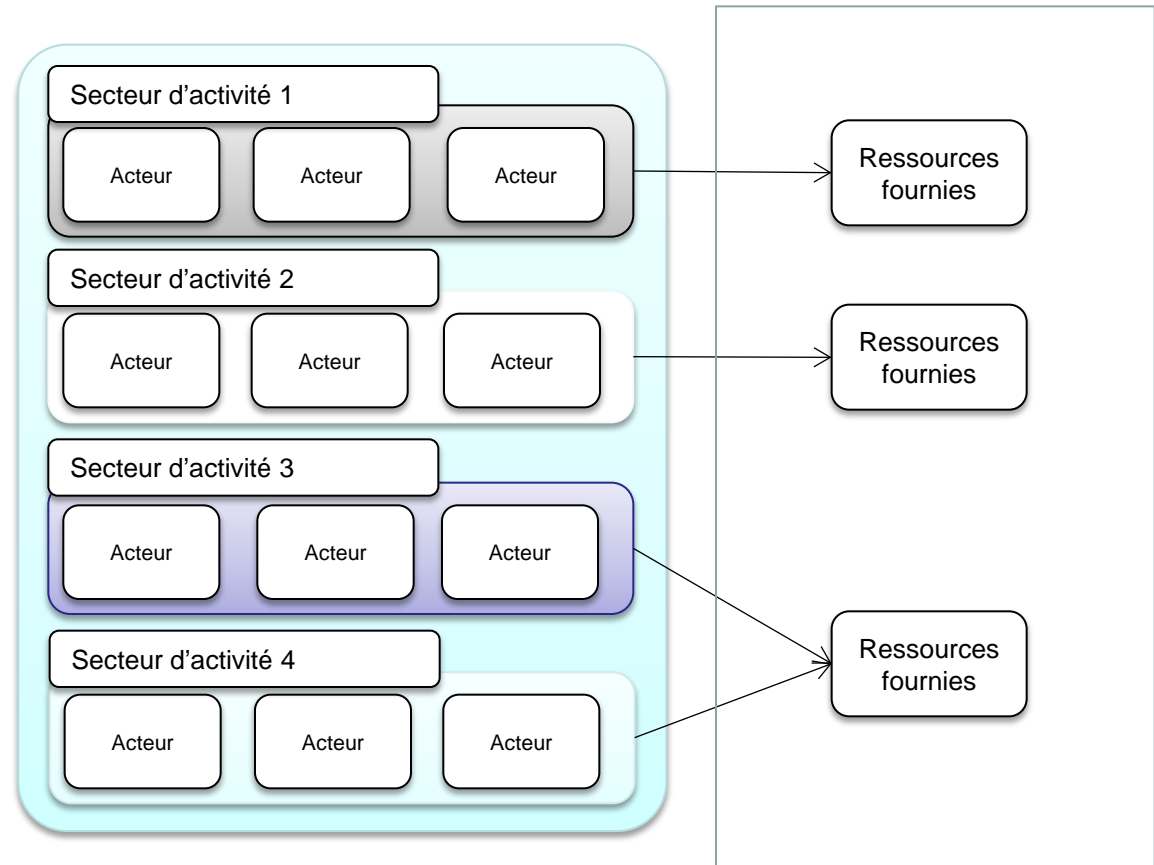 Secteur d’activité 1
Acteur
Acteur
Acteur
Ressources
fournies
Secteur d’activité 2
Acteur
Acteur
Acteur
Ressources
fournies
Secteur d’activité 3
Acteur
Acteur
Acteur
Secteur d’activité 4
Acteur
Acteur
Acteur
Ressources
fournies